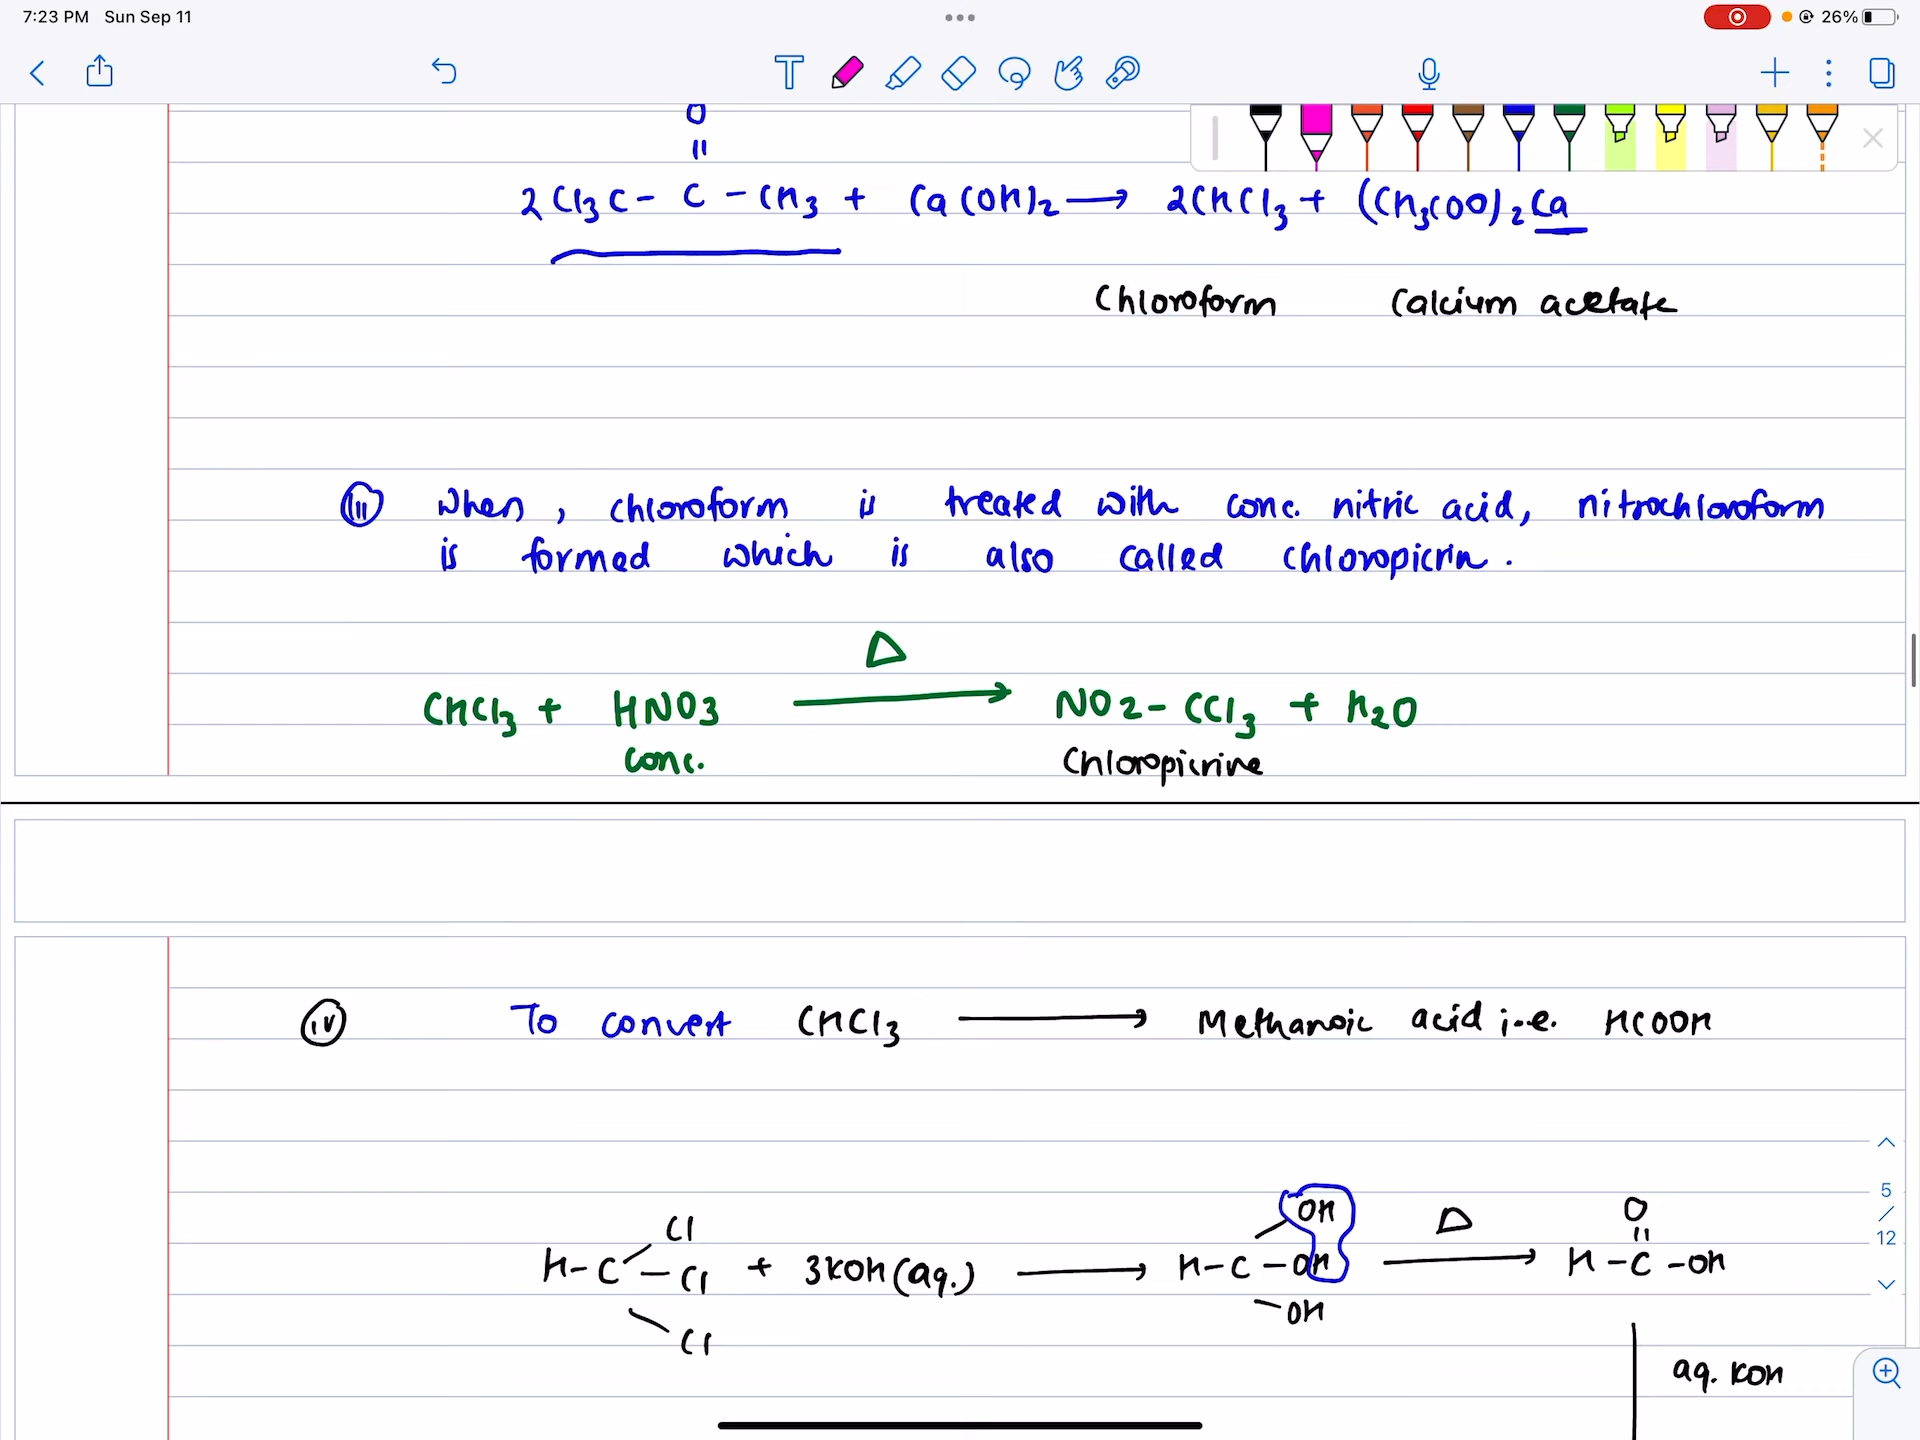 7:23 PM Sun Sep 11
26%
O
||
2 Cl3C - C - CH3 + Ca(OH)2 → 2CHCl3 + (CH3COO)2Ca
Chloroform Calcium acetate
(iii) When, chloroform is treated with conc. nitric acid, nitrochloroform
is formed which is also called chloropicrin.
Δ
CHCl3 + HNO3 → NO2 - CCl3 + H2O
conc. Chloropicrine
(iv) To convert CHCl3 → Methanoic acid i.e. HCOOH
5
/
12
Cl OH Δ O
||
H-C -Cl + 3KOH(aq.) → H-C-OH → H-C-OH
Cl -OH
aq. KOH